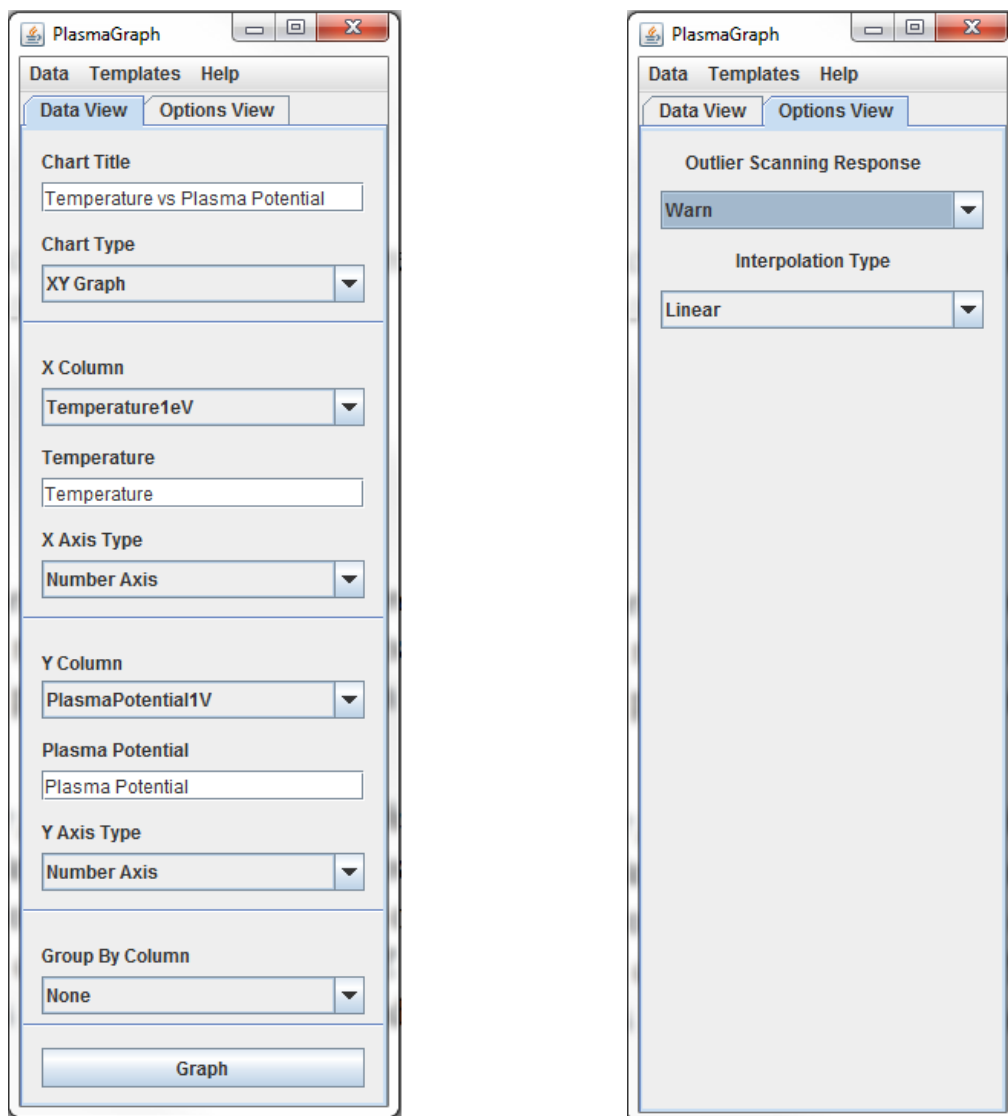 PlasmaGraph
Data Templates Help
Data View Options View
Chart Title
Temperature vs Plasma Potential
Chart Type
XY Graph
X Column
Temperature1eV
Temperature
Temperature
X Axis Type
Number Axis
Y Column
PlasmaPotential1V
Plasma Potential
Plasma Potential
Y Axis Type
Number Axis
Group By Column
None
Graph
PlasmaGraph
Data Templates Help
Data View Options View
Outlier Scanning Response
Warn
Interpolation Type
Linear